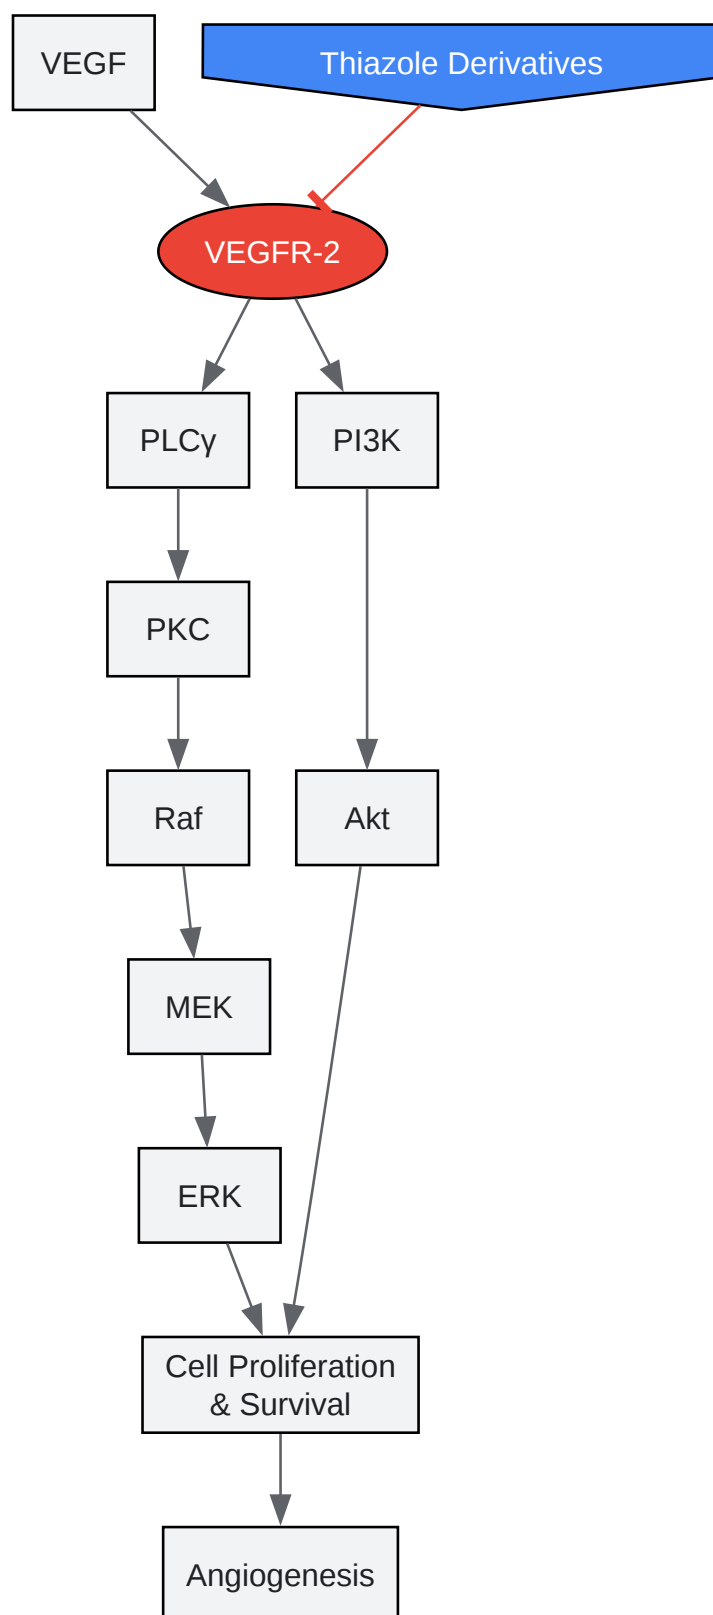 VEGF
Thiazole Derivatives
VEGFR-2
PLCγ
PI3K
PKC
Raf
Akt
MEK
ERK
Cell Proliferation
& Survival
Angiogenesis